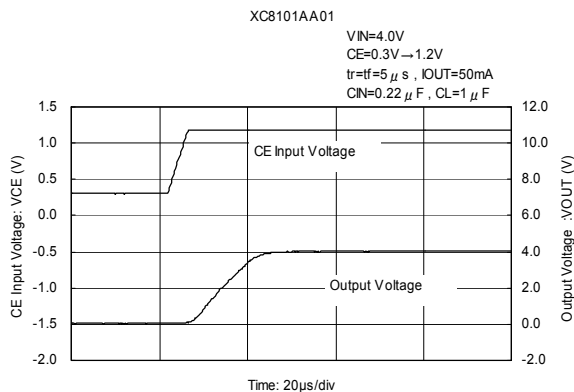 XC8101AA01
VIN=4.0V
CE=0.3V→1.2V
tr=tf=5μs , IOUT=50mA
CIN=0.22μF , CL=1μF
1.5
1.0
0.5
0.0
-0.5
-1.0
-1.5
-2.0
CE Input Voltage: VCE (V)
CE Input Voltage
Output Voltage
12.0
10.0
8.0
6.0
4.0
2.0
0.0
-2.0
Output Voltage :VOUT (V)
Time: 20μs/div